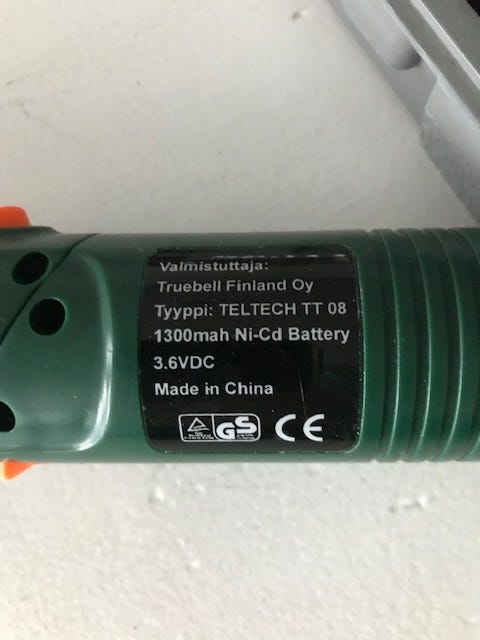 Valmistuttaja:
Truebell Finland Oy
Tyyppi: TELTECH TT 08
1300mah Ni-Cd Battery
3.6VDC
Made in China
GS CE